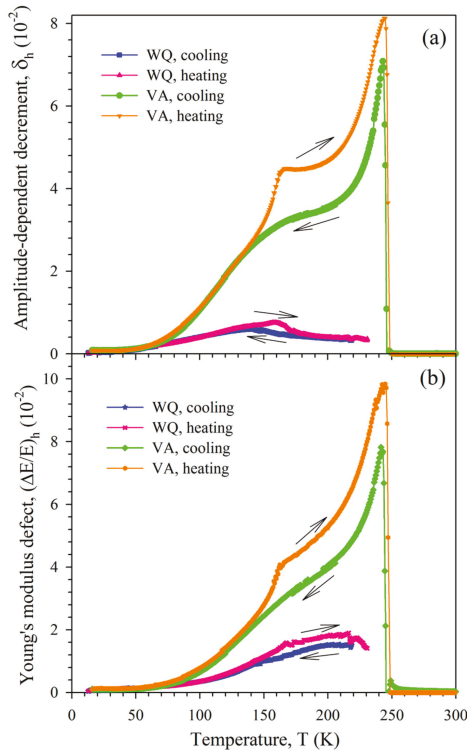 8
6
4
2
0
Amplitude-dependent decrement, δh (10-2)
(a)
WQ, cooling
WQ, heating
VA, cooling
VA, heating
10
8
6
4
2
0
Young's modulus defect, (ΔE/E)h (10-2)
(b)
WQ, cooling
WQ, heating
VA, cooling
VA, heating
0 50 100 150 200 250 300
Temperature, T (K)